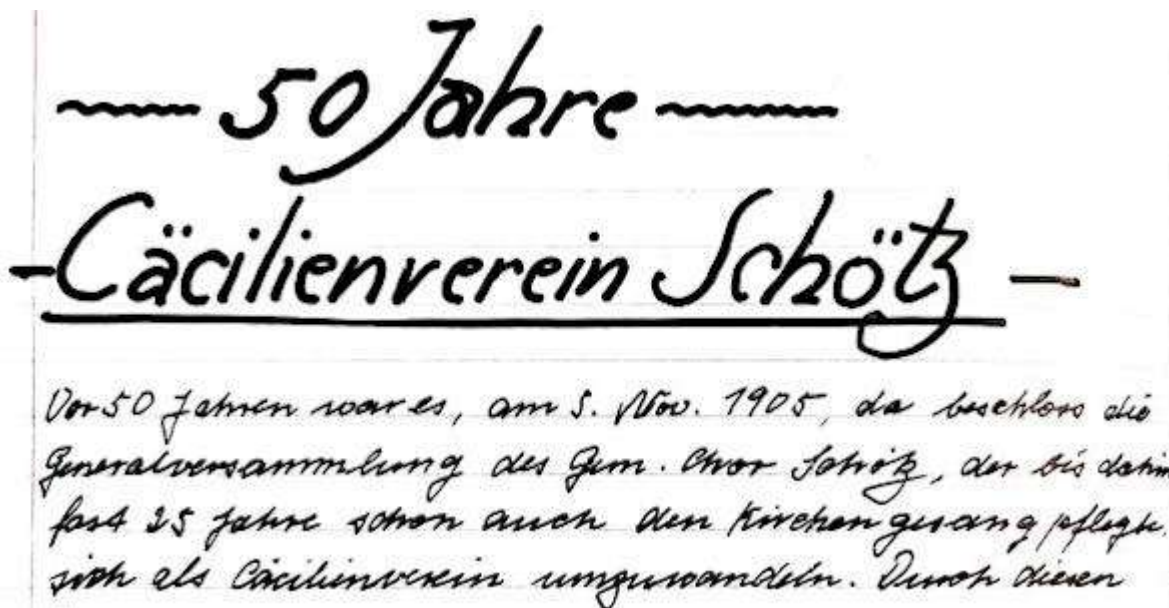 50 Jahre
Cäcilienverein Schötz
Vor 50 Jahren war es, am 5. Nov. 1905, da beschloss die
Generalversammlung des Gem. Chor Schötz, der bis dahin
fast 25 Jahre schon auch den Kirchengesang pflegte,
sich als Cäcilienverein umzuwandeln. Durch diesen